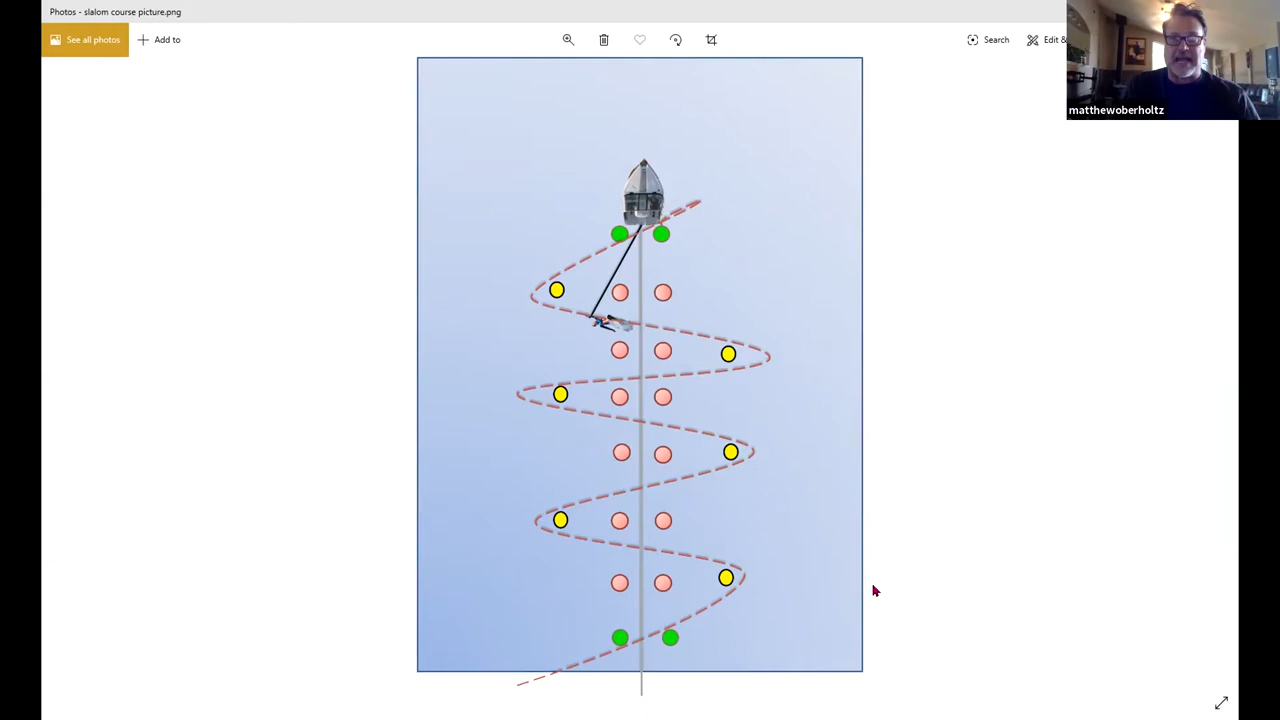 Photos - slalom course picture.png
See all photos
Add to
Search
Edit &
matthewoberholtz